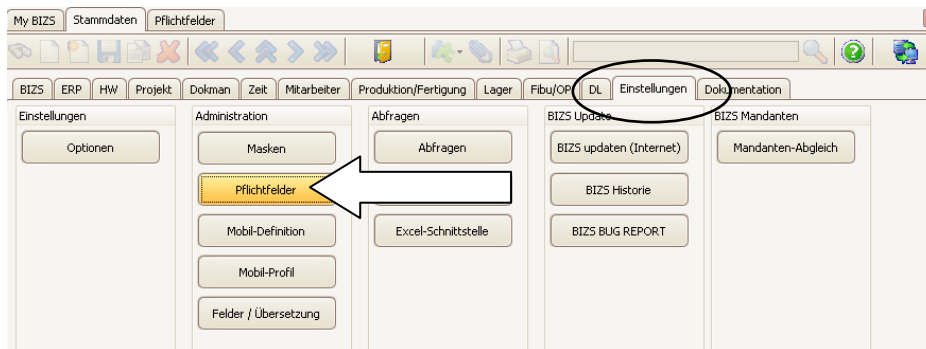 My BIZS Stammdaten Pflichtfelder
BIZS ERP HW Projekt Dokman Zeit Mitarbeiter Produktion/Fertigung Lager Fibu/OP DL Einstellungen Dokumentation
Einstellungen Administration Abfragen BIZS Update BIZS Mandanten
Optionen Masken Abfragen BIZS updaten (Internet) Mandanten-Abgleich
Pflichtfelder BIZS Historie
Mobil-Definition Excel-Schnittstelle BIZS BUG REPORT
Mobil-Profil
Felder / Übersetzung